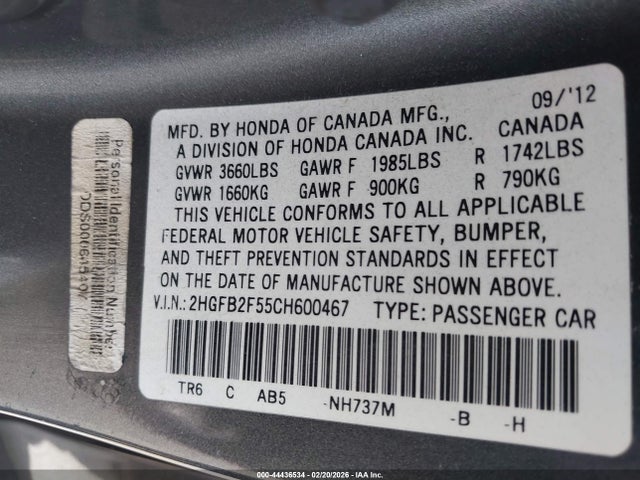 09/'12
MFD. BY HONDA OF CANADA MFG., CANADA
A DIVISION OF HONDA CANADA INC.
GVWR 3660LBS GAWR F 1985LBS R 1742LBS
GVWR 1660KG GAWR F 900KG R 790KG
THIS VEHICLE CONFORMS TO ALL APPLICABLE
FEDERAL MOTOR VEHICLE SAFETY, BUMPER,
AND THEFT PREVENTION STANDARDS IN EFFECT
ON THE DATE OF MANUFACTURE SHOWN ABOVE.
V.I.N.: 2HGFB2F55CH600467 TYPE: PASSENGER CAR
TR6 C AB5 -NH737M -B -H
Personal Identification Number:
000-44436534 - 02/20/2026 - IAA Inc.